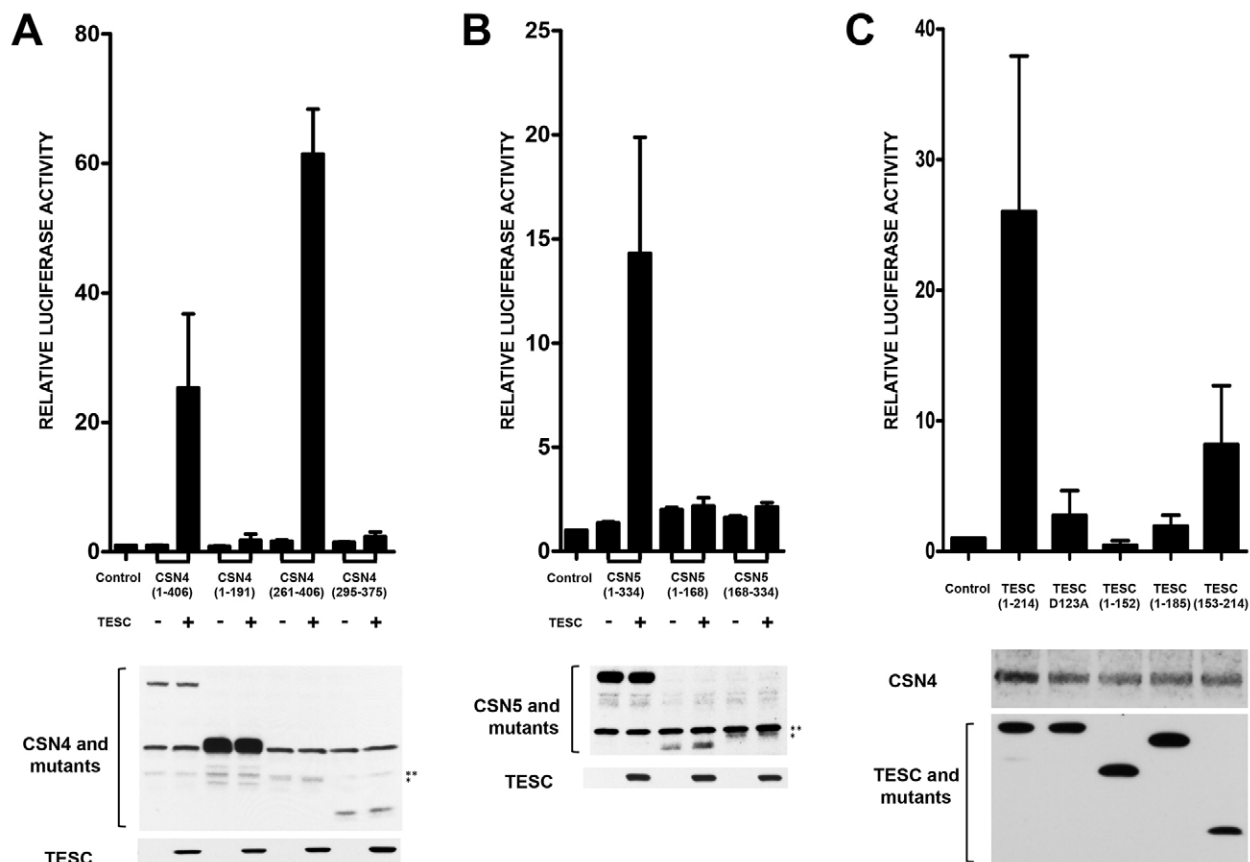 A
RELATIVE LUCIFERASE ACTIVITY
80
60
40
20
0
Control
CSN4
(1-406)
CSN4
(1-191)
CSN4
(261-406)
CSN4
(295-375)
TESC - + - + - + - +
CSN4 and
mutants
**
*
TESC
B
RELATIVE LUCIFERASE ACTIVITY
25
20
15
10
5
0
Control
CSN5
(1-334)
CSN5
(1-168)
CSN5
(168-334)
TESC - + - + - +
CSN5 and
mutants
**
*
TESC
C
RELATIVE LUCIFERASE ACTIVITY
40
30
20
10
0
Control
TESC
(1-214)
TESC
D123A
TESC
(1-152)
TESC
(1-185)
TESC
(153-214)
CSN4
TESC and
mutants